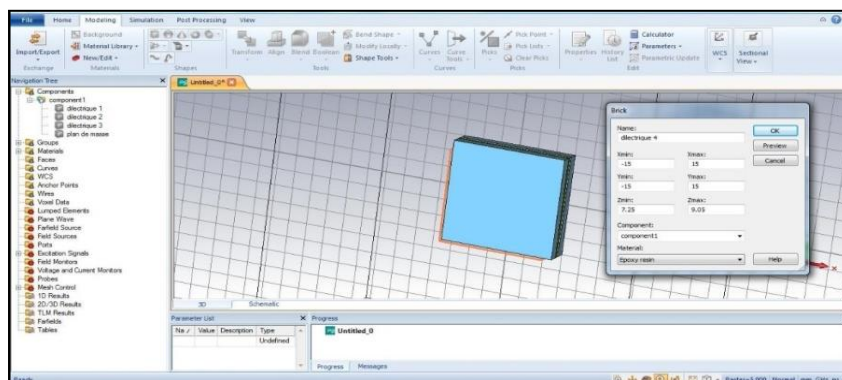 File Home Modeling Simulation Post Processing View
Import/Export
Exchange
Background
Material Library
New/Edit
Materials
Shapes
Transform Align Blend Boolean
Bend Shape
Modify Locally
Shape Tools
Tools
Curves Curve Tools
Curves
Picks
Pick Point
Pick Lists
Clear Picks
Picks
Properties History List
Calculator
Parameters
Parametric Update
Edit
WCS
Sectional View
Navigation Tree
Components
component1
dilectrique 1
dilectrique 2
dilectrique 3
plan de masse
Groups
Materials
Faces
Curves
WCS
Anchor Points
Wires
Voxel Data
Lumped Elements
Plane Wave
Farfield Source
Field Sources
Ports
Excitation Signals
Field Monitors
Voltage and Current Monitors
Probes
Mesh Control
1D Results
2D/3D Results
TLM Results
Farfields
Tables
Untitled_0*
Brick
Name:
dilectrique 4
Xmin: Xmax:
-15 15
Ymin: Ymax:
-15 15
Zmin: Zmax:
7.25 9.05
Component:
component1
Material:
Epoxy resin
OK
Preview
Cancel
Help
x
3D Schematic
Parameter List
Na Value Description Type
Undefined
Progress
Untitled_0
Progress Messages
Ready